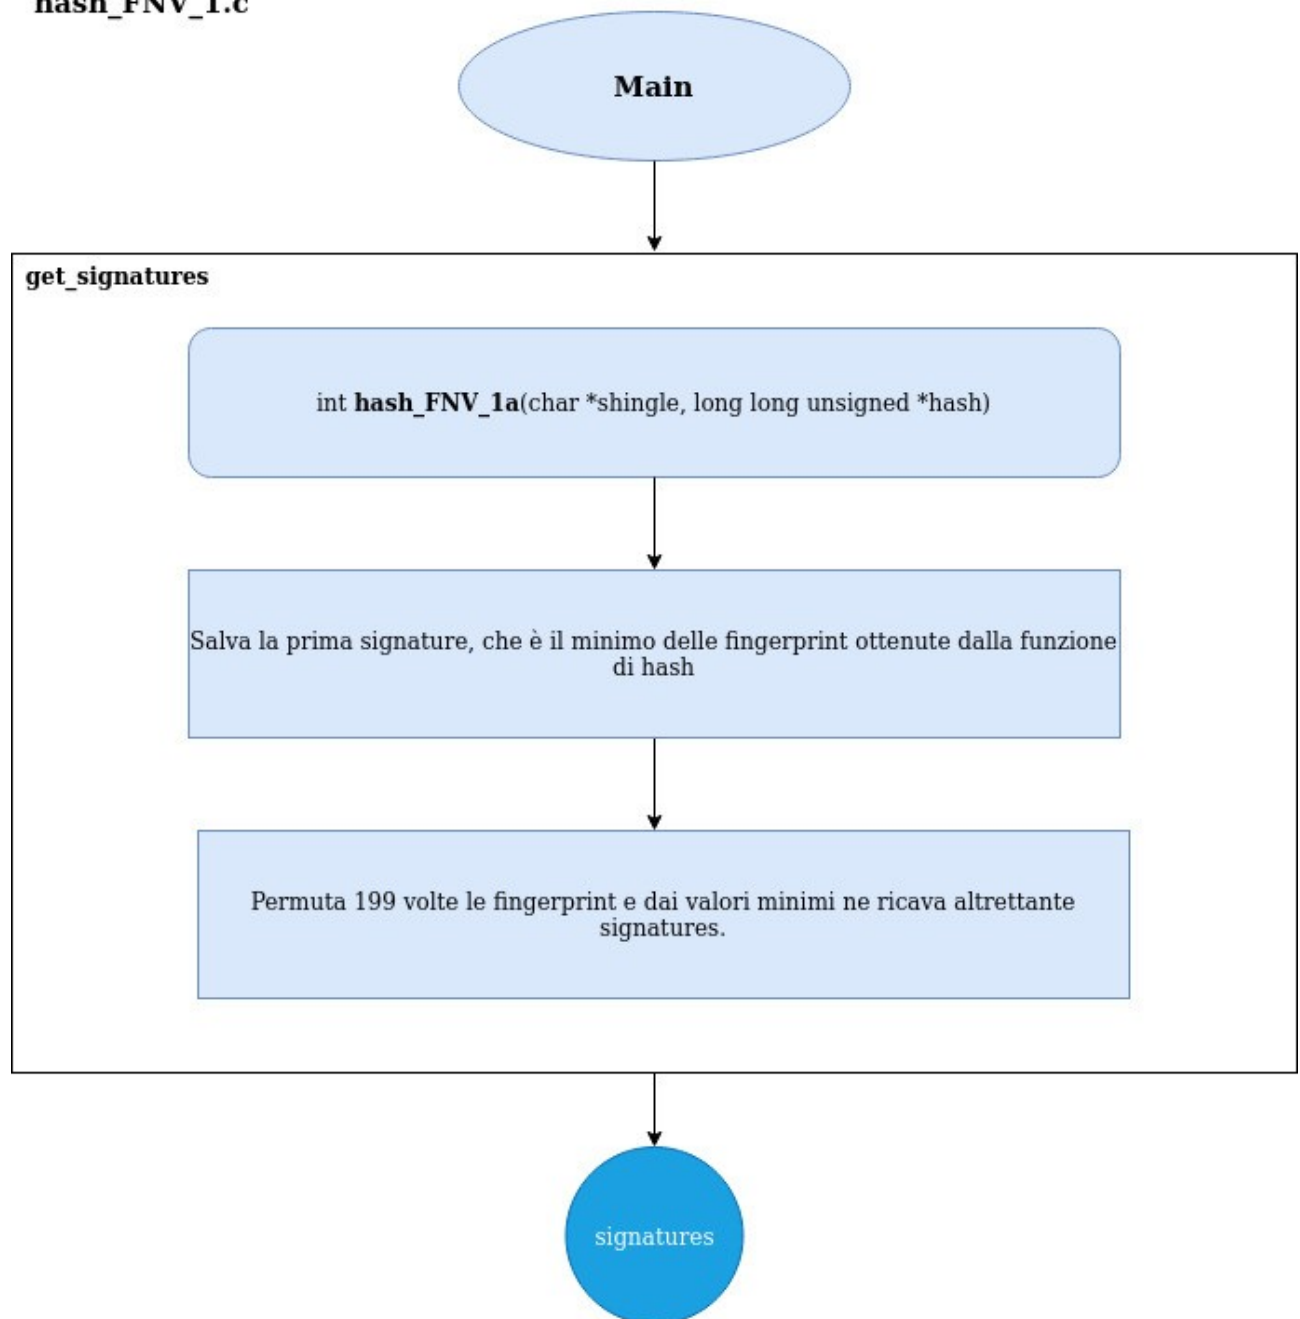 hash_FNV_1.c
Main
get_signatures
int hash_FNV_1a(char *shingle, long long unsigned *hash)
Salva la prima signature, che è il minimo delle fingerprint ottenute dalla funzione
di hash
Permuta 199 volte le fingerprint e dai valori minimi ne ricava altrettante
signatures.
signatures